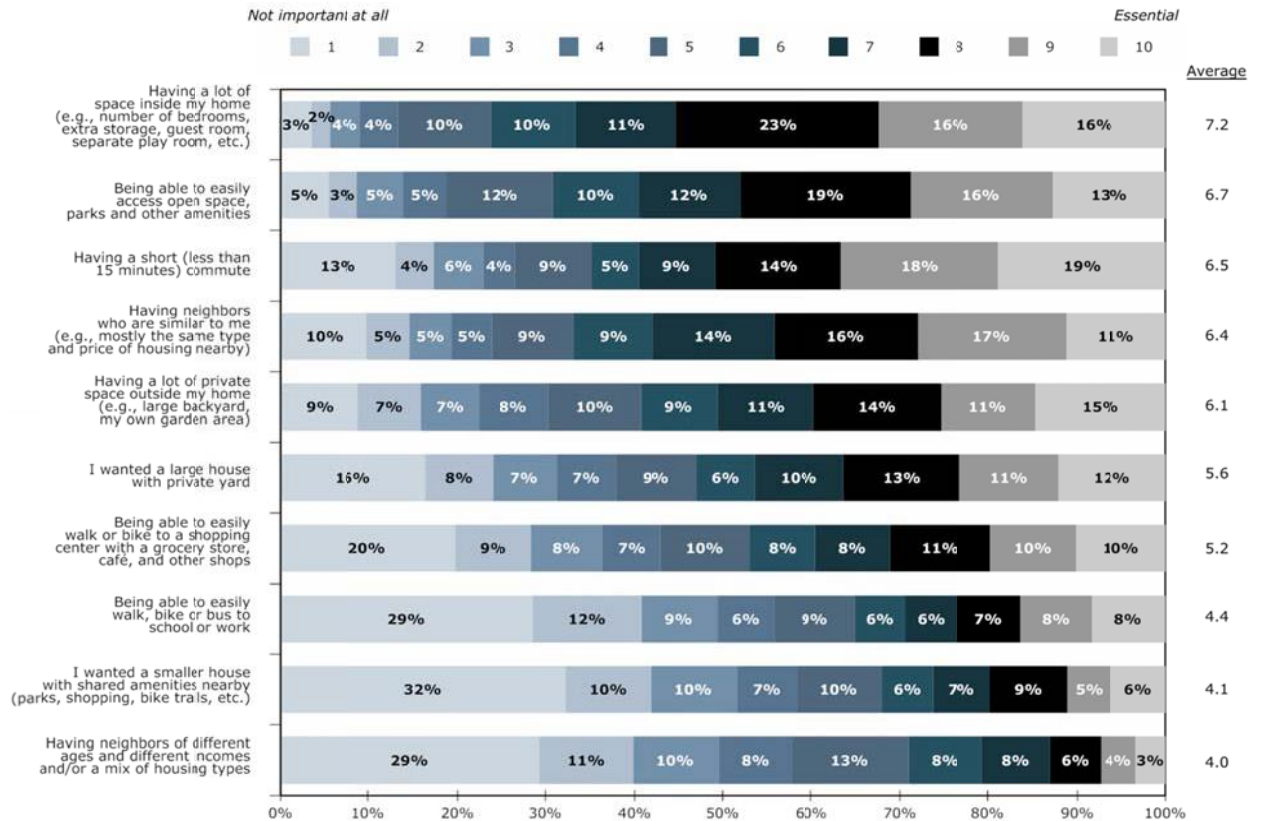 Not important at all Essential
1 2 3 4 5 6 7 8 9 10
Average
Having a lot of
space inside my home
(e.g., number of bedrooms,
extra storage, guest room,
separate play room, etc.)
3% 2% 4% 4% 10% 10% 11% 23% 16% 16% 7.2
Being able to easily
access open space,
parks and other amenities
5% 3% 5% 5% 12% 10% 12% 19% 16% 13% 6.7
Having a short (less than
15 minutes) commute
13% 4% 6% 4% 9% 5% 9% 14% 18% 19% 6.5
Having neighbors
who are similar to me
(e.g., mostly the same type
and price of housing nearby)
10% 5% 5% 5% 9% 9% 14% 16% 17% 11% 6.4
Having a lot of private
space outside my home
(e.g., large backyard,
my own garden area)
9% 7% 7% 8% 10% 9% 11% 14% 11% 15% 6.1
I wanted a large house
with private yard
16% 8% 7% 7% 9% 6% 10% 13% 11% 12% 5.6
Being able to easily
walk or bike to a shopping
center with a grocery store,
café, and other shops
20% 9% 8% 7% 10% 8% 8% 11% 10% 10% 5.2
Being able to easily
walk, bike or bus to
school or work
29% 12% 9% 6% 9% 6% 6% 7% 8% 8% 4.4
I wanted a smaller house
with shared amenities nearby
(parks, shopping, bike trails, etc.)
32% 10% 10% 7% 10% 6% 7% 9% 5% 6% 4.1
Having neighbors of different
ages and different incomes
and/or a mix of housing types
29% 11% 10% 8% 13% 8% 8% 6% 4% 3% 4.0
0% 10% 20% 30% 40% 50% 60% 70% 80% 90% 100%